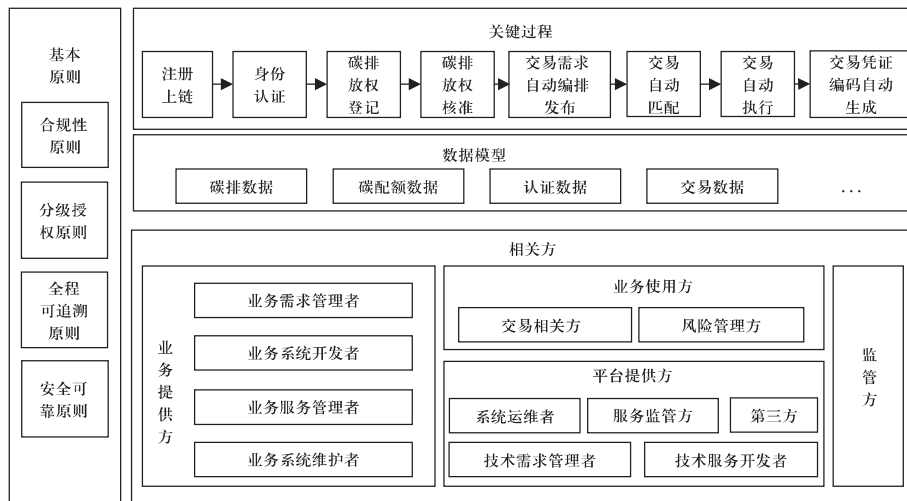 基本
原则
合规性
原则
分级授
权原则
全程
可追溯
原则
安全可
靠原则
关键过程
注册
上链
身份
认证
碳排
放权
登记
碳排
放权
核准
交易需求
自动编排
发布
交易
自动
匹配
交易
自动
执行
交易凭证
编码自动
生成
数据模型
碳排数据
碳配额数据
认证数据
交易数据
...
相关方
业务提供方
业务需求管理者
业务系统开发者
业务服务管理者
业务系统维护者
业务使用方
交易相关方
风险管理方
平台提供方
系统运维者
服务监管方
第三方
技术需求管理者
技术服务开发者
监管方